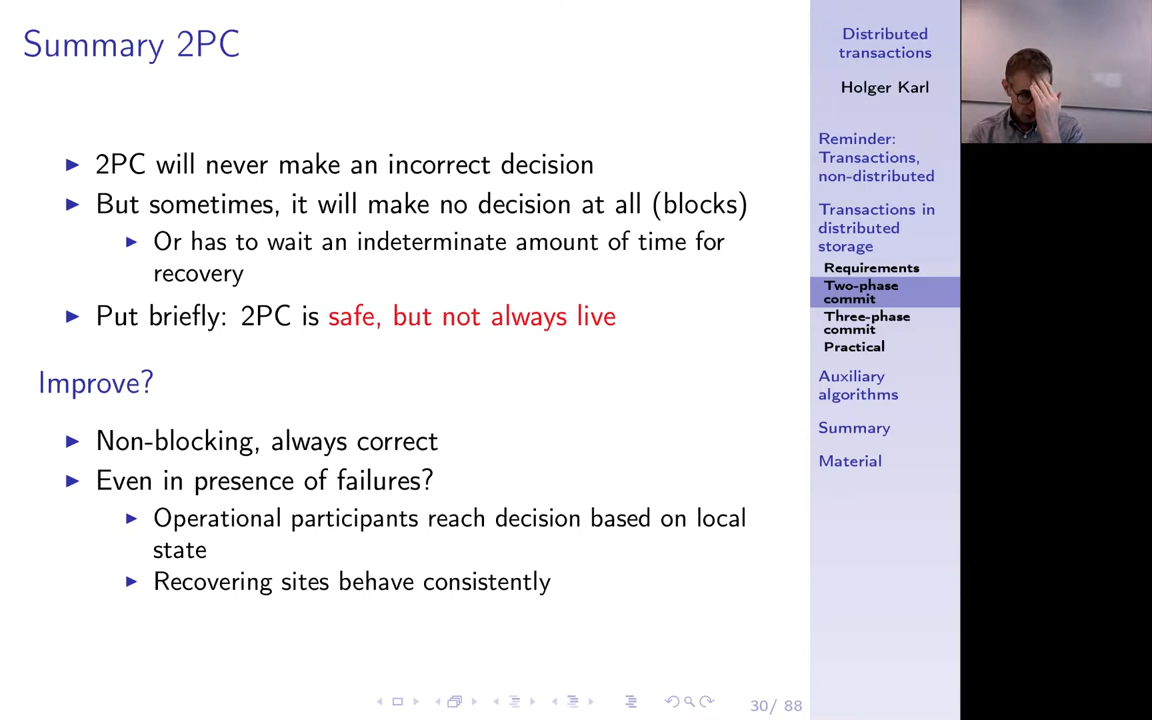 Summary 2PC
2PC will never make an incorrect decision
But sometimes, it will make no decision at all (blocks)
Or has to wait an indeterminate amount of time for
recovery
Put briefly: 2PC is safe, but not always live
Improve?
Non-blocking, always correct
Even in presence of failures?
Operational participants reach decision based on local
state
Recovering sites behave consistently
30/ 88
Distributed
transactions
Holger Karl
Reminder:
Transactions,
non-distributed
Transactions in
distributed
storage
Requirements
Two-phase
commit
Three-phase
commit
Practical
Auxiliary
algorithms
Summary
Material